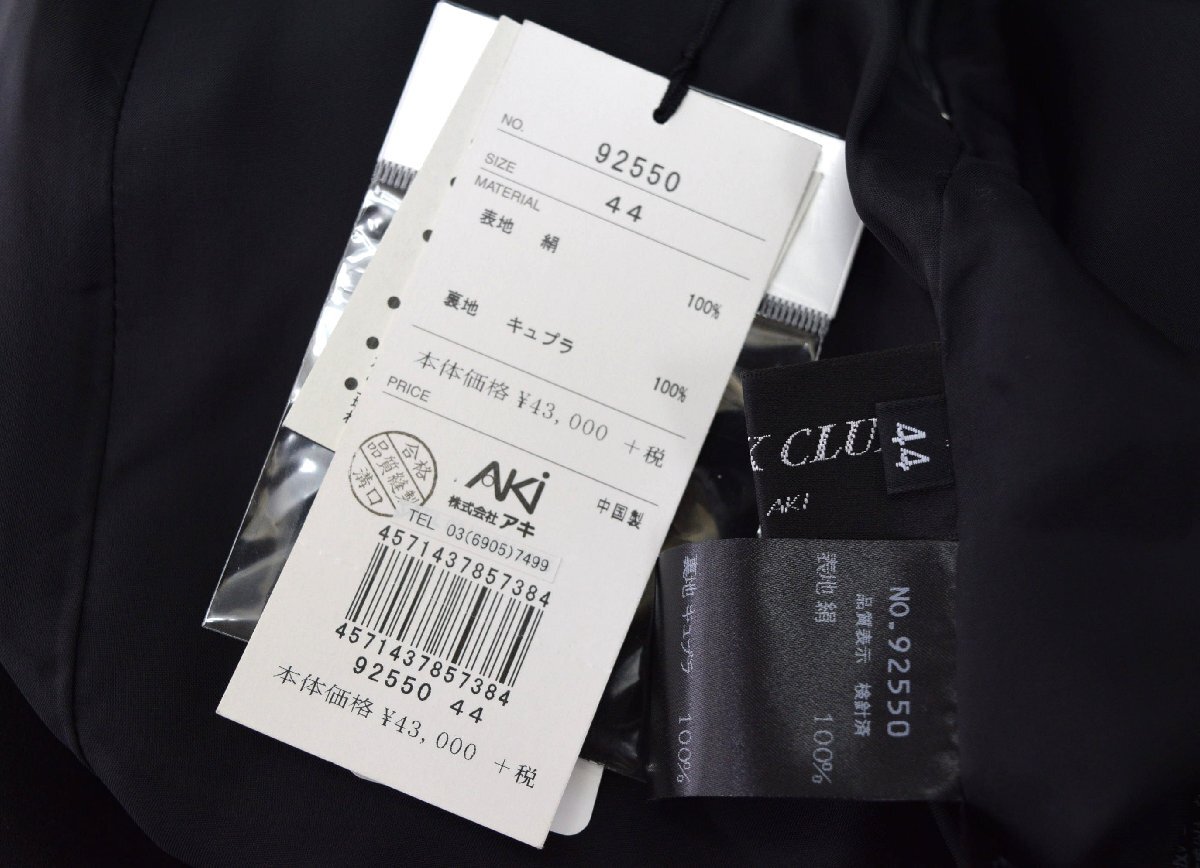 NO.
92550
SIZE
44
MATERIAL
表地 絹
100%
裏地 キュプラ
100%
本体価格 ¥43,000 +税
PRICE
合格
品質縫製
溝口
AKi
株式会社 アキ
中国製
TEL 03(6905)7499
4571437857384
4571437857384
92550 44
本体価格 ¥43,000 +税
K CLU
44
AKi
NO.92550
品質表示 検針済
表地 絹 100%
裏地 キュプラ 100%